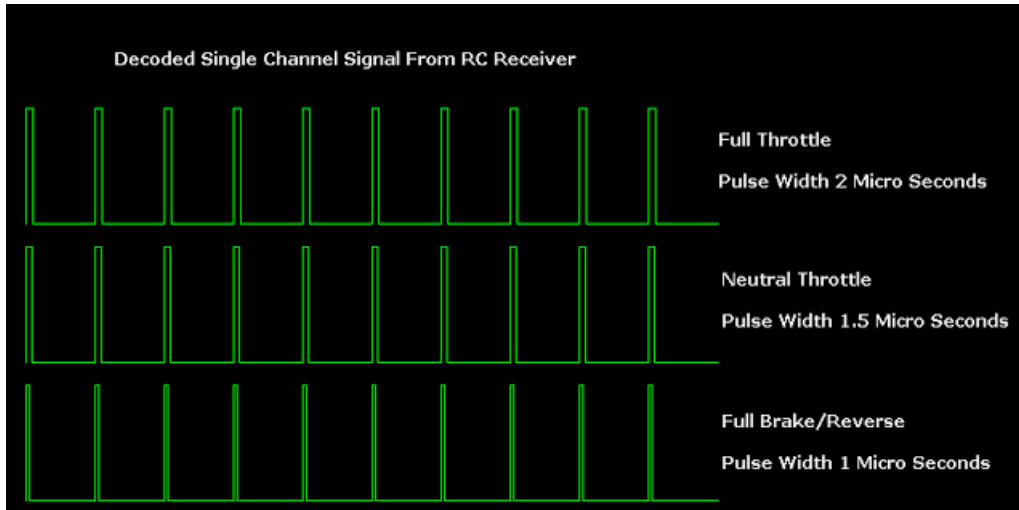 Decoded Single Channel Signal From RC Receiver
Full Throttle
Pulse Width 2 Micro Seconds
Neutral Throttle
Pulse Width 1.5 Micro Seconds
Full Brake/Reverse
Pulse Width 1 Micro Seconds